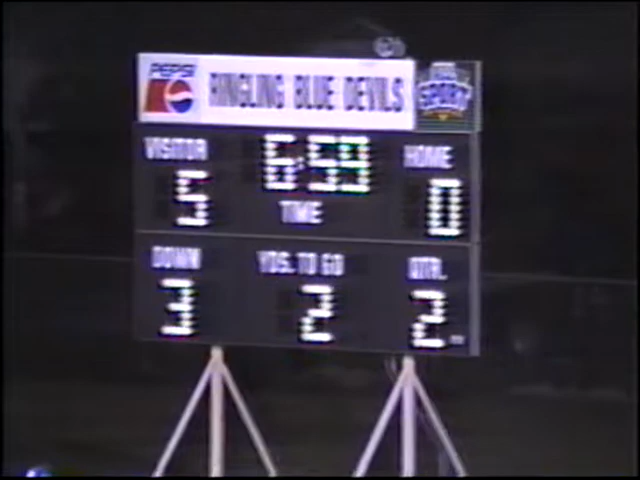 PEPSI RINGLING BLUE DEVILS SPORT
VISITOR 6:59 HOME
5 TIME 0
DOWN YDS. TO GO QTR.
3 2 2